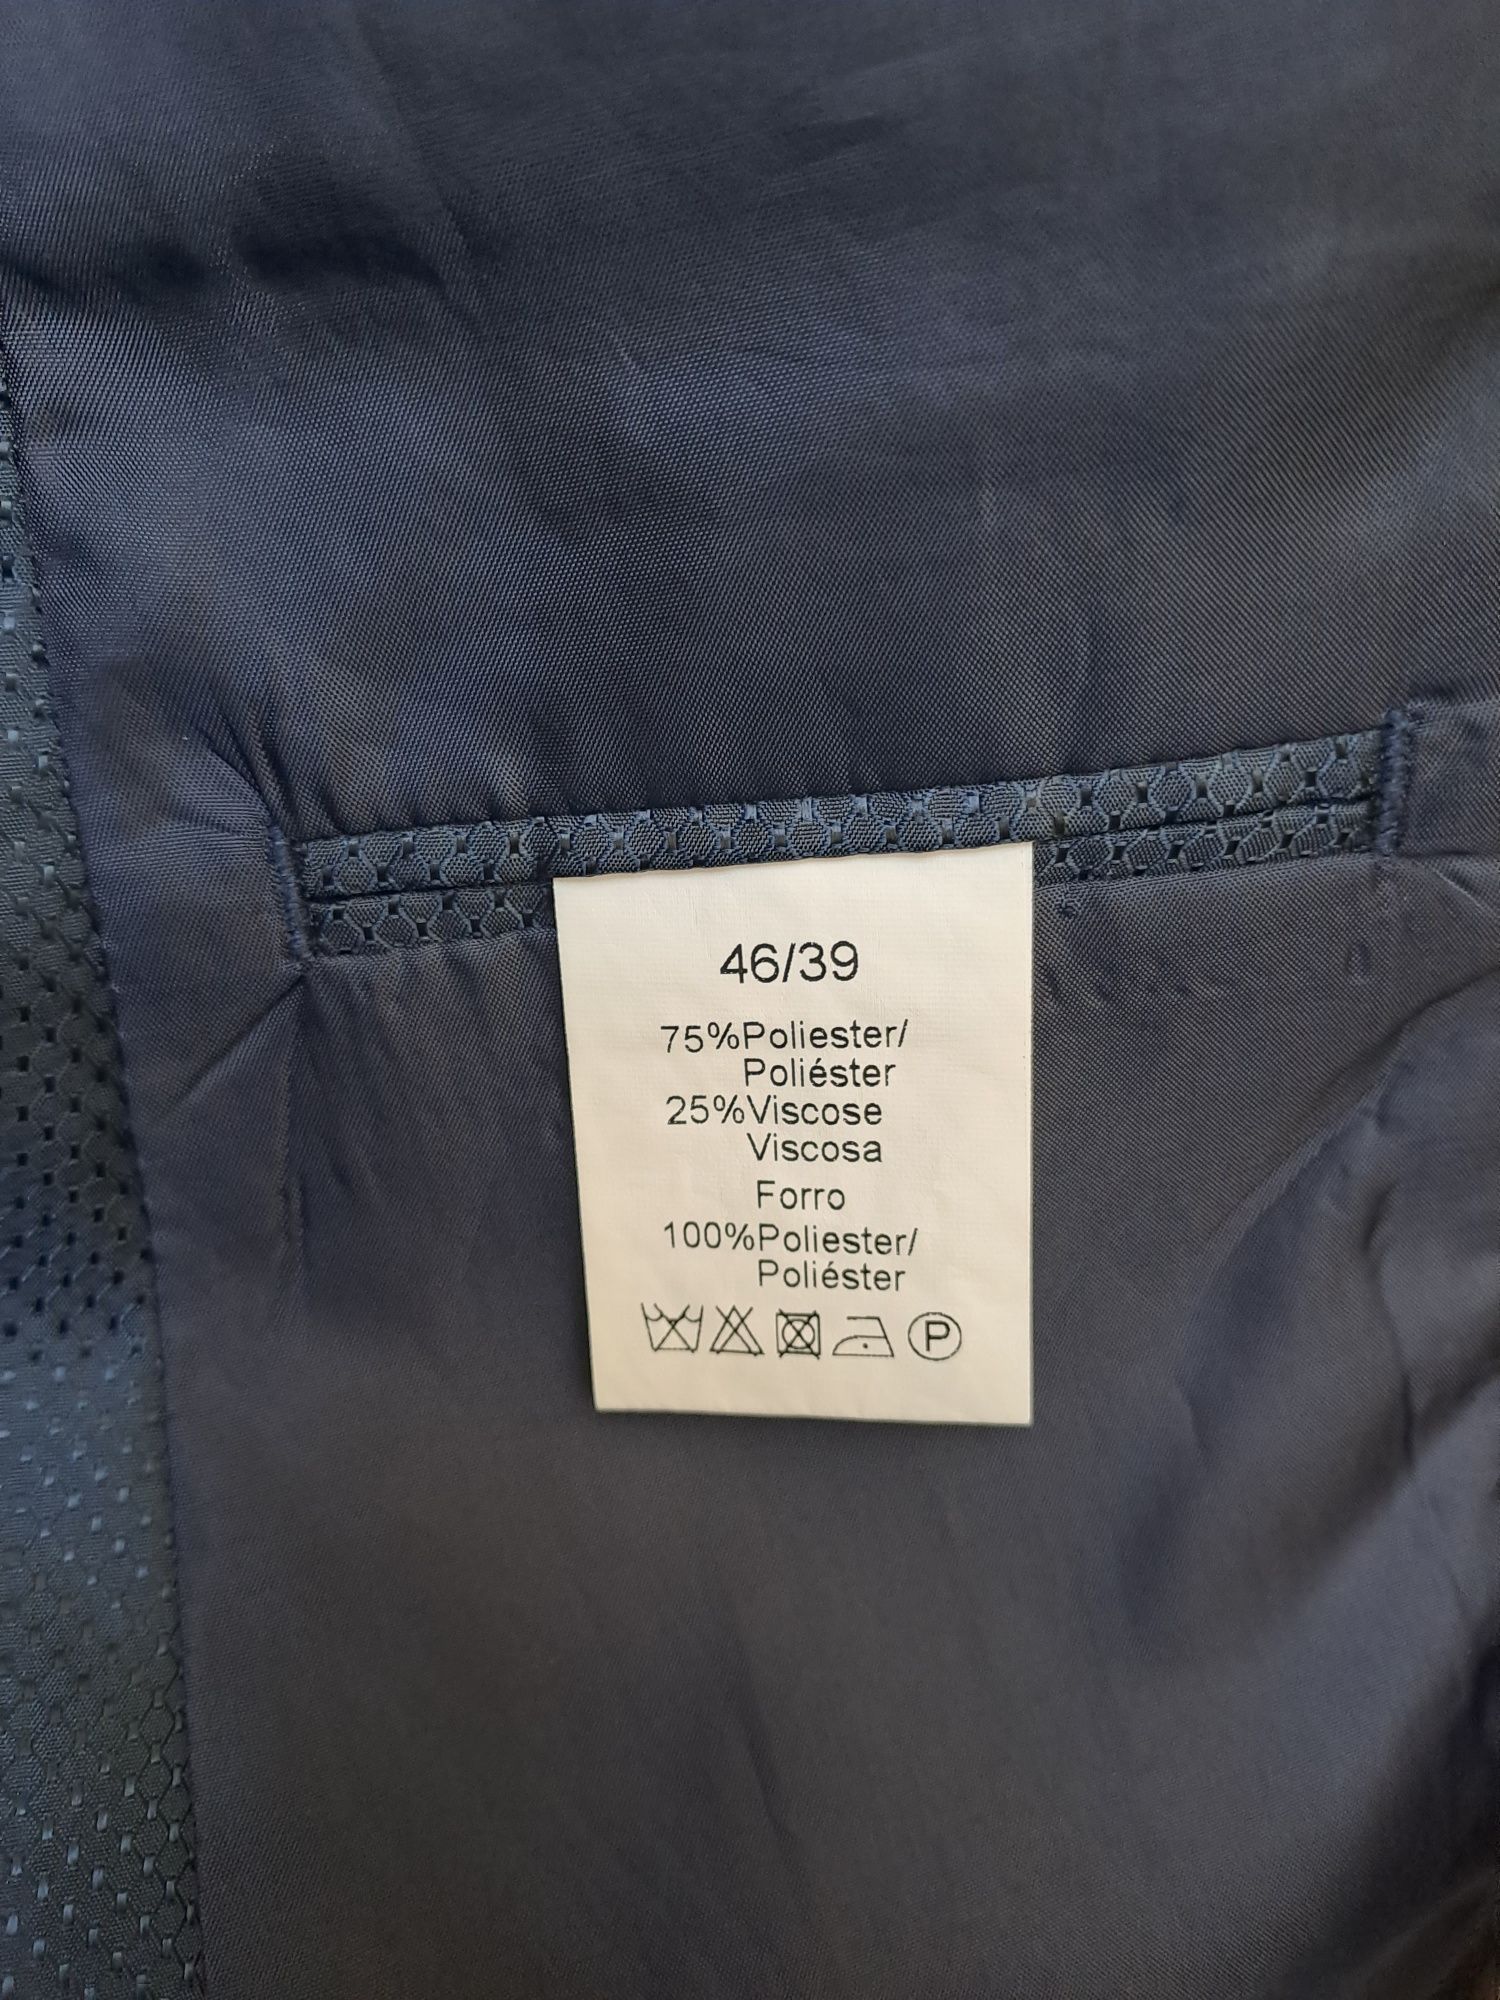 46/39
75%Poliester/
Poliéster
25%Viscose
Viscosa
Forro
100%Poliester/
Poliéster
P